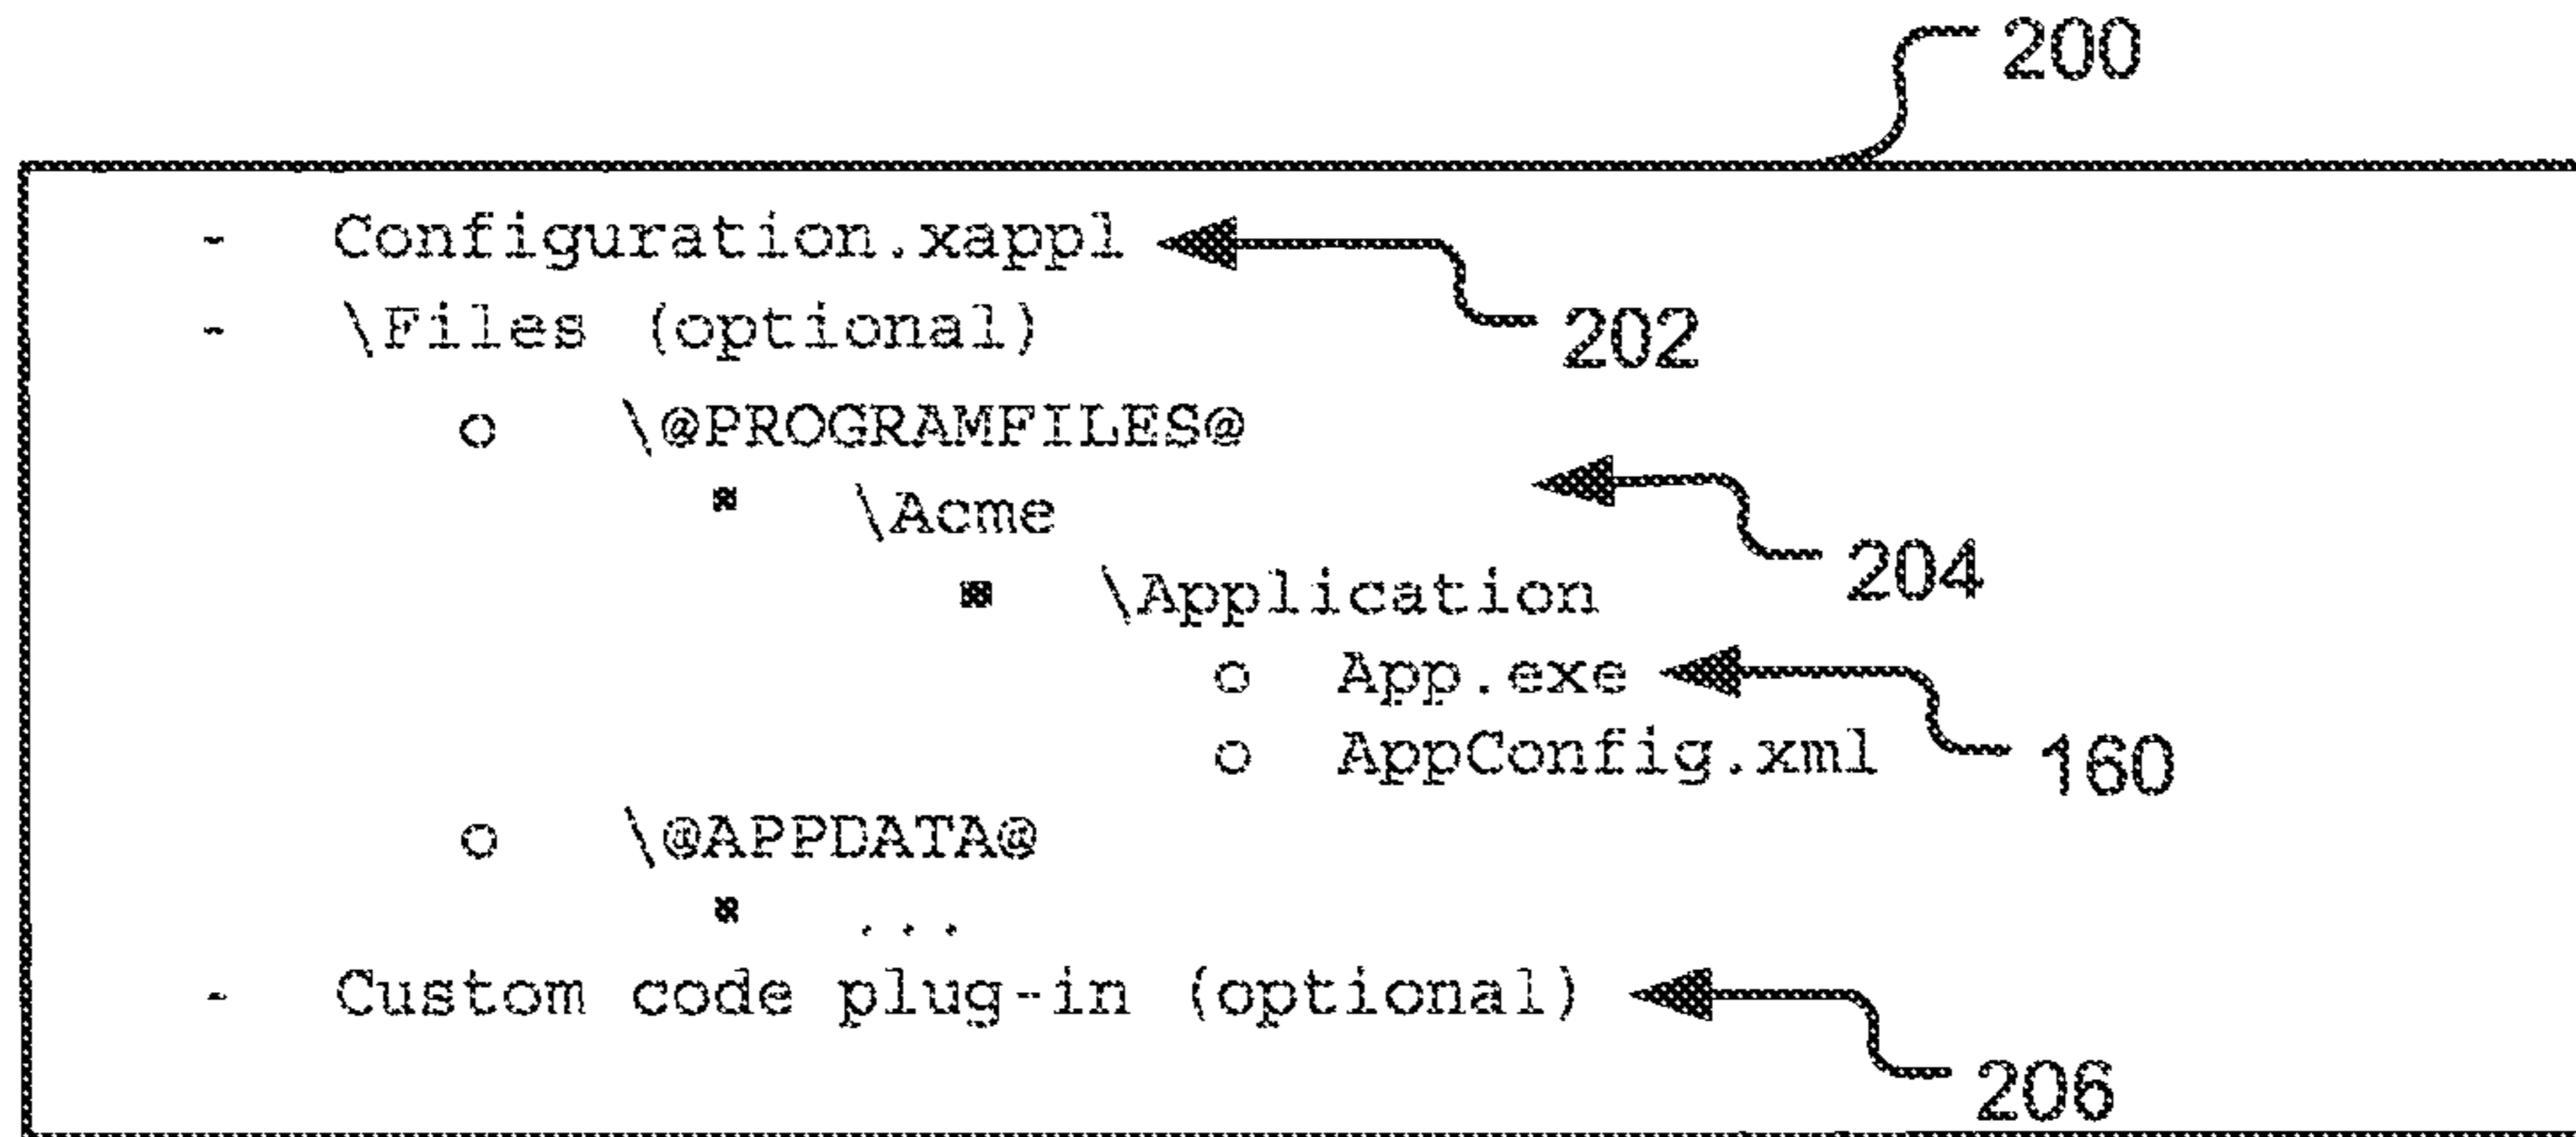 200
- Configuration.xappl
- \Files (optional)
202
o \@PROGRAMFILES@
▪ \Acme
204
▪ \Application
o App.exe
o AppConfig.xml
160
o \@APPDATA@
▪ ...
- Custom code plug-in (optional)
206